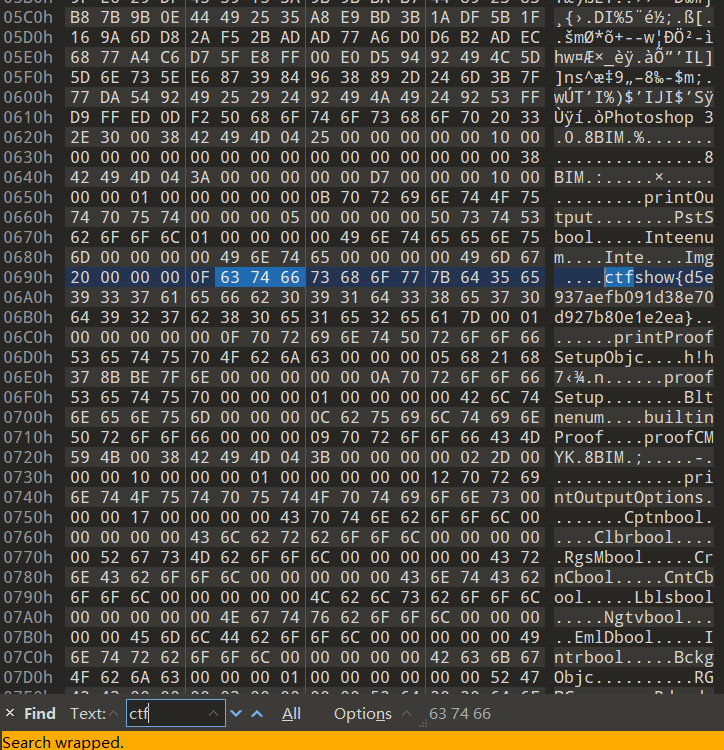 05C0h B8 7B 9B 0E 44 49 25 35 A8 E9 BD 3B 1A DF 5B 1F ¸{›.DI%5¨é½;.ß[.
05D0h 16 9A 6D D8 2A F5 2B AD AD 77 A6 D0 D6 B2 AD EC .šmØ*õ+--w¦ÐÖ²-ì
05E0h 68 77 A4 C6 D7 5F E8 FF 00 E0 D5 94 92 49 4C 5D hw¤Æ×_èÿ.àÕ”’IL]
05F0h 5D 6E 73 5E E6 87 39 84 96 38 89 2D 24 6D 3B 7F ]ns^æ‡9„–8‰-$m;.
0600h 77 DA 54 92 49 25 29 24 92 49 4A 49 24 92 53 FF wÚT’I%)$’IJI$’Sÿ
0610h D9 FF ED 0D F2 50 68 6F 74 6F 73 68 6F 70 20 33 Ùÿí.òPhotoshop 3
0620h 2E 30 00 38 42 49 4D 04 25 00 00 00 00 00 10 00 .0.8BIM.%.......
0630h 00 00 00 00 00 00 00 00 00 00 00 00 00 00 00 38 ...............8
0640h 42 49 4D 04 3A 00 00 00 00 00 D7 00 00 00 10 00 BIM.:.....×.....
0650h 00 00 01 00 00 00 00 00 0B 70 72 69 6E 74 4F 75 .........printOu
0660h 74 70 75 74 00 00 00 05 00 00 00 00 50 73 74 53 tput........PstS
0670h 62 6F 6F 6C 01 00 00 00 00 49 6E 74 65 65 6E 75 bool.....Inteenu
0680h 6D 00 00 00 00 49 6E 74 65 00 00 00 00 49 6D 67 m....Inte....Img
0690h 20 00 00 00 0F 63 74 66 73 68 6F 77 7B 64 35 65 ....ctfshow{d5e
06A0h 39 33 37 61 65 66 62 30 39 31 64 33 38 65 37 30 937aefb091d38e70
06B0h 64 39 32 37 62 38 30 65 31 65 32 65 61 7D 00 01 d927b80e1e2ea}..
06C0h 00 00 00 00 0F 70 72 69 6E 74 50 72 6F 6F 66 .....printProof
06D0h 53 65 74 75 70 4F 62 6A 63 00 00 00 05 68 21 68 SetupObjc....h!h
06E0h 37 8B BE 7F 6E 00 00 00 00 00 0A 70 72 6F 6F 66 7‹¾.n......proof
06F0h 53 65 74 75 70 00 00 00 01 00 00 00 00 42 6C 74 Setup........Blt
0700h 6E 65 6E 75 6D 00 00 00 0C 62 75 69 6C 74 69 6E nenum....builtin
0710h 50 72 6F 6F 66 00 00 00 09 70 72 6F 6F 66 43 4D Proof....proofCM
0720h 59 4B 00 38 42 49 4D 04 3B 00 00 00 00 02 2D 00 YK.8BIM.;.....-.
0730h 00 00 10 00 00 00 01 00 00 00 00 00 12 70 72 69 .............pri
0740h 6E 74 4F 75 74 70 75 74 4F 70 74 69 6F 6E 73 00 ntOutputOptions.
0750h 00 00 17 00 00 00 00 43 70 74 6E 62 6F 6F 6C 00 .......Cptnbool.
0760h 00 00 00 00 43 6C 62 72 62 6F 6F 6C 00 00 00 00 ....Clbrbool....
0770h 00 52 67 73 4D 62 6F 6F 6C 00 00 00 00 00 43 72 .RgsMbool.....Cr
0780h 6E 43 62 6F 6F 6C 00 00 00 00 00 43 6E 74 43 62 nCbool.....CntCb
0790h 6F 6F 6C 00 00 00 00 00 4C 62 6C 73 62 6F 6F 6C ool.....Lblsbool
07A0h 00 00 00 00 00 4E 67 74 76 62 6F 6F 6C 00 00 00 .....Ngtvbool...
07B0h 00 00 45 6D 6C 44 62 6F 6F 6C 00 00 00 00 00 49 ..EmlDbool.....I
07C0h 6E 74 72 62 6F 6F 6C 00 00 00 00 00 42 63 6B 67 ntrbool.....Bckg
07D0h 4F 62 6A 63 00 00 00 01 00 00 00 00 00 00 52 47 Objc..........RG
× Find Text: ctf All Options 63 74 66
Search wrapped.